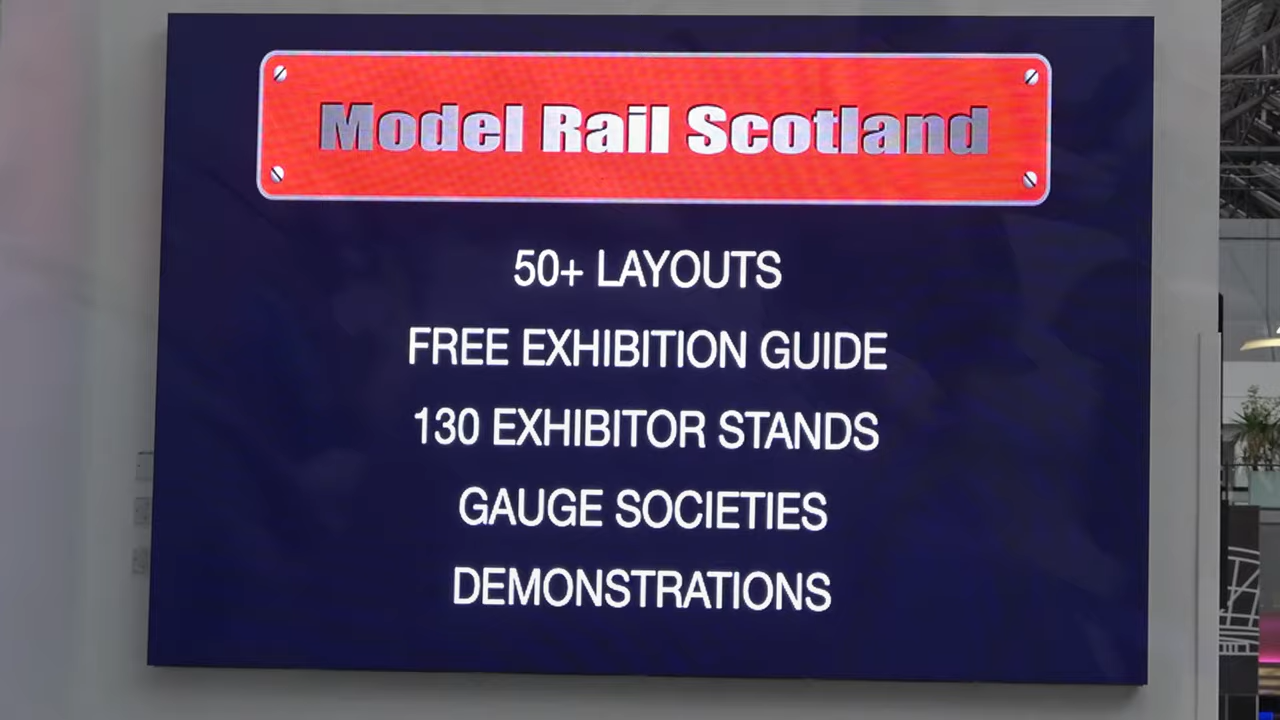 Model Rail Scotland
50+ LAYOUTS
FREE EXHIBITION GUIDE
130 EXHIBITOR STANDS
GAUGE SOCIETIES
DEMONSTRATIONS